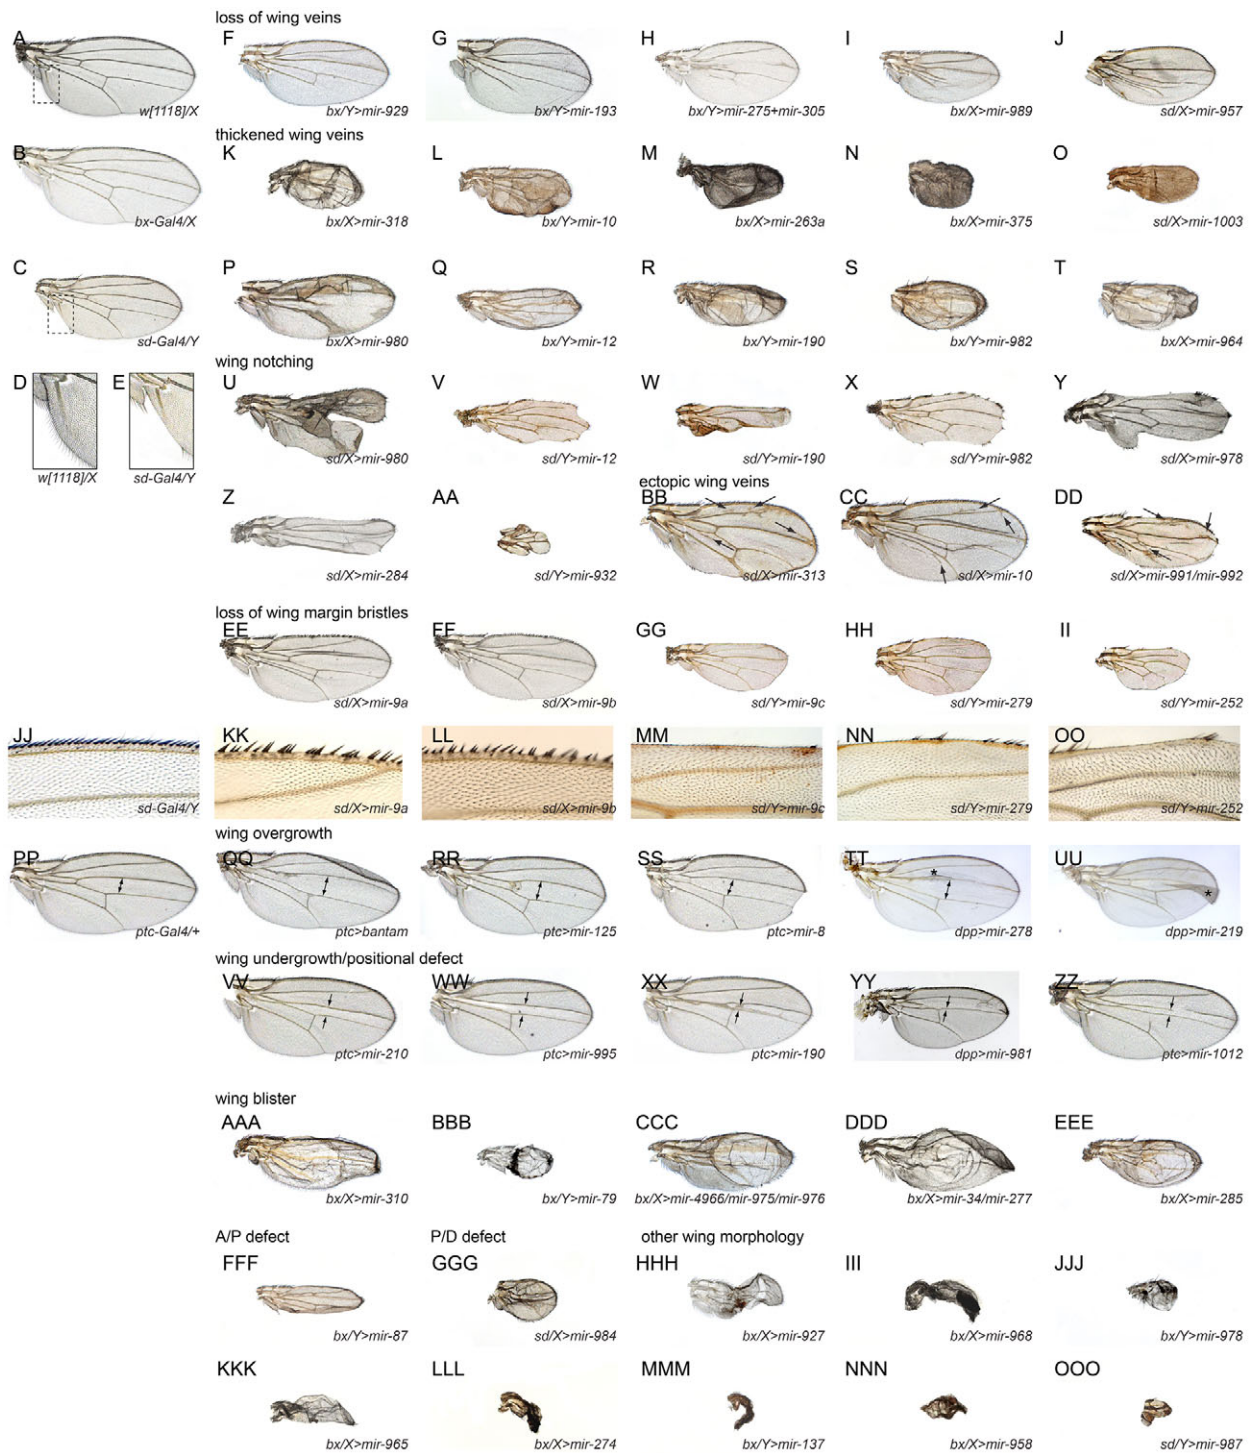 loss of wing veins
A F G H I J
w[1118]/X bx/Y>mir-929 bx/Y>mir-193 bx/Y>mir-275+mir-305 bx/X>mir-989 sd/X>mir-957
thickened wing veins
B K L M N O
bx-Gal4/X bx/X>mir-318 bx/Y>mir-10 bx/X>mir-263a bx/X>mir-375 sd/X>mir-1003
C P Q R S T
sd-Gal4/Y bx/X>mir-980 bx/Y>mir-12 bx/Y>mir-190 bx/Y>mir-982 bx/X>mir-964
wing notching
D E U V W X Y
w[1118]/X sd-Gal4/Y sd/X>mir-980 sd/Y>mir-12 sd/Y>mir-190 sd/Y>mir-982 sd/X>mir-978
ectopic wing veins
Z AA BB CC DD
sd/X>mir-284 sd/Y>mir-932 sd/X>mir-313 sd/X>mir-10 sd/X>mir-991/mir-992
loss of wing margin bristles
EE FF GG HH II
sd/X>mir-9a sd/X>mir-9b sd/Y>mir-9c sd/Y>mir-279 sd/Y>mir-252
JJ KK LL MM NN OO
sd-Gal4/Y sd/X>mir-9a sd/X>mir-9b sd/Y>mir-9c sd/Y>mir-279 sd/Y>mir-252
wing overgrowth
PP QQ RR SS TT UU
* *
ptc-Gal4/+ ptc>bantam ptc>mir-125 ptc>mir-8 dpp>mir-278 dpp>mir-219
wing undergrowth/positional defect
VV WW XX YY ZZ
ptc>mir-210 ptc>mir-995 ptc>mir-190 dpp>mir-981 ptc>mir-1012
wing blister
AAA BBB CCC DDD EEE
bx/X>mir-310 bx/Y>mir-79 bx/X>mir-4966/mir-975/mir-976 bx/X>mir-34/mir-277 bx/X>mir-285
A/P defect P/D defect other wing morphology
FFF GGG HHH III JJJ
bx/Y>mir-87 sd/X>mir-984 bx/X>mir-927 bx/X>mir-968 bx/Y>mir-978
KKK LLL MMM NNN OOO
bx/X>mir-965 bx/X>mir-274 bx/Y>mir-137 bx/X>mir-958 sd/Y>mir-987